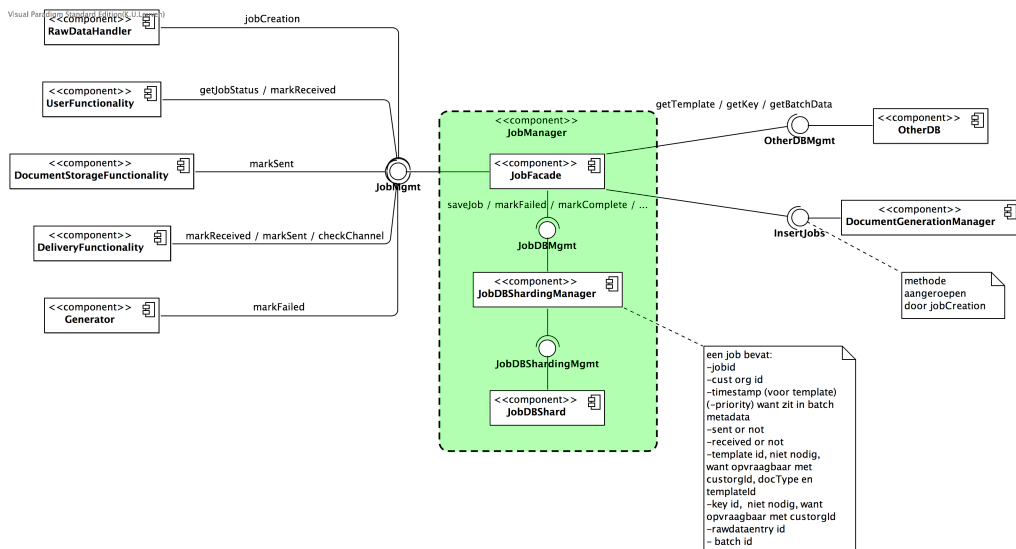 Visual Paradigm Standard Edition(K.U.Leuven)
<<component>>
RawDataHandler
jobCreation
<<component>>
UserFunctionality
getJobStatus / markReceived
<<component>>
DocumentStorageFunctionality
markSent
<<component>>
DeliveryFunctionality
markReceived / markSent / checkChannel
<<component>>
Generator
markFailed
JobMgmt
<<component>>
JobManager
<<component>>
JobFacade
saveJob / markFailed / markComplete / ...
JobDBMgmt
<<component>>
JobDBShardingManager
JobDBShardingMgmt
<<component>>
JobDBShard
getTemplate / getKey / getBatchData
OtherDBMgmt
<<component>>
OtherDB
InsertJobs
<<component>>
DocumentGenerationManager
methode
aangeroepen
door jobCreation
een job bevat:
-jobid
-cust org id
-timestamp (voor template)
(-priority) want zit in batch
metadata
-sent or not
-received or not
-template id, niet nodig,
want opvraagbaar met
custorgId, docType en
templateId
-key id,  niet nodig, want
opvraagbaar met custorgId
-rawdataentry id
- batch id